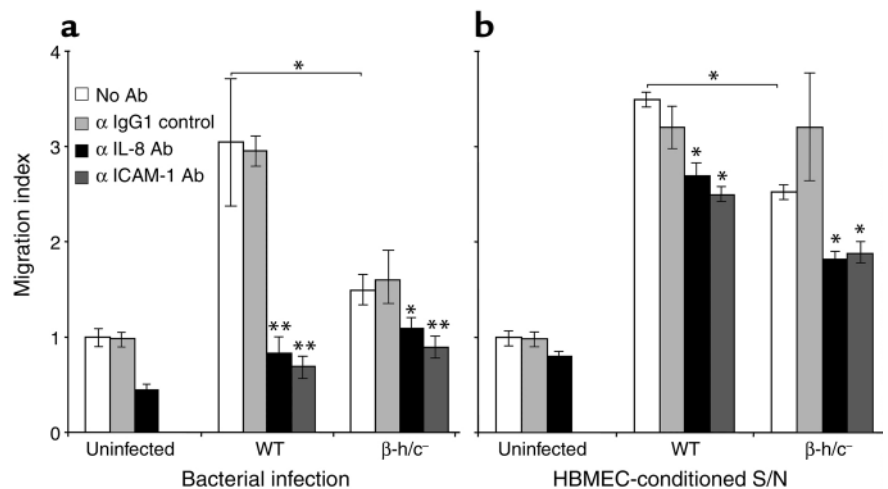 a
b
*
*
No Ab
α IgG1 control
α IL-8 Ab
α ICAM-1 Ab
Migration index
4
3
2
1
0
**
**
*
**
*
*
*
*
Uninfected WT β-h/c⁻
Uninfected WT β-h/c⁻
Bacterial infection
HBMEC-conditioned S/N